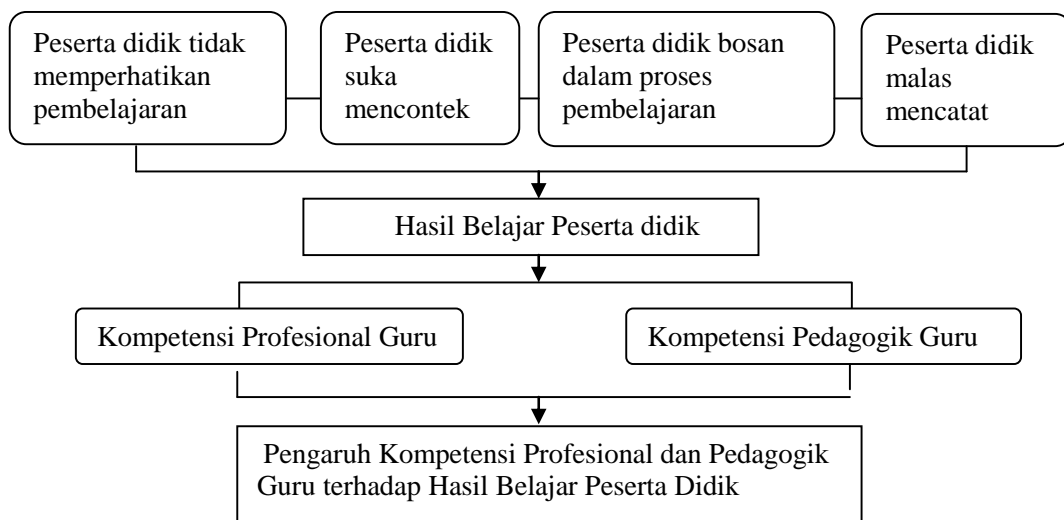 Peserta didik tidak
memperhatikan
pembelajaran
Peserta didik
suka
mencontek
Peserta didik bosan
dalam proses
pembelajaran
Peserta didik
malas
mencatat
Hasil Belajar Peserta didik
Kompetensi Profesional Guru
Kompetensi Pedagogik Guru
Pengaruh Kompetensi Profesional dan Pedagogik
Guru terhadap Hasil Belajar Peserta Didik